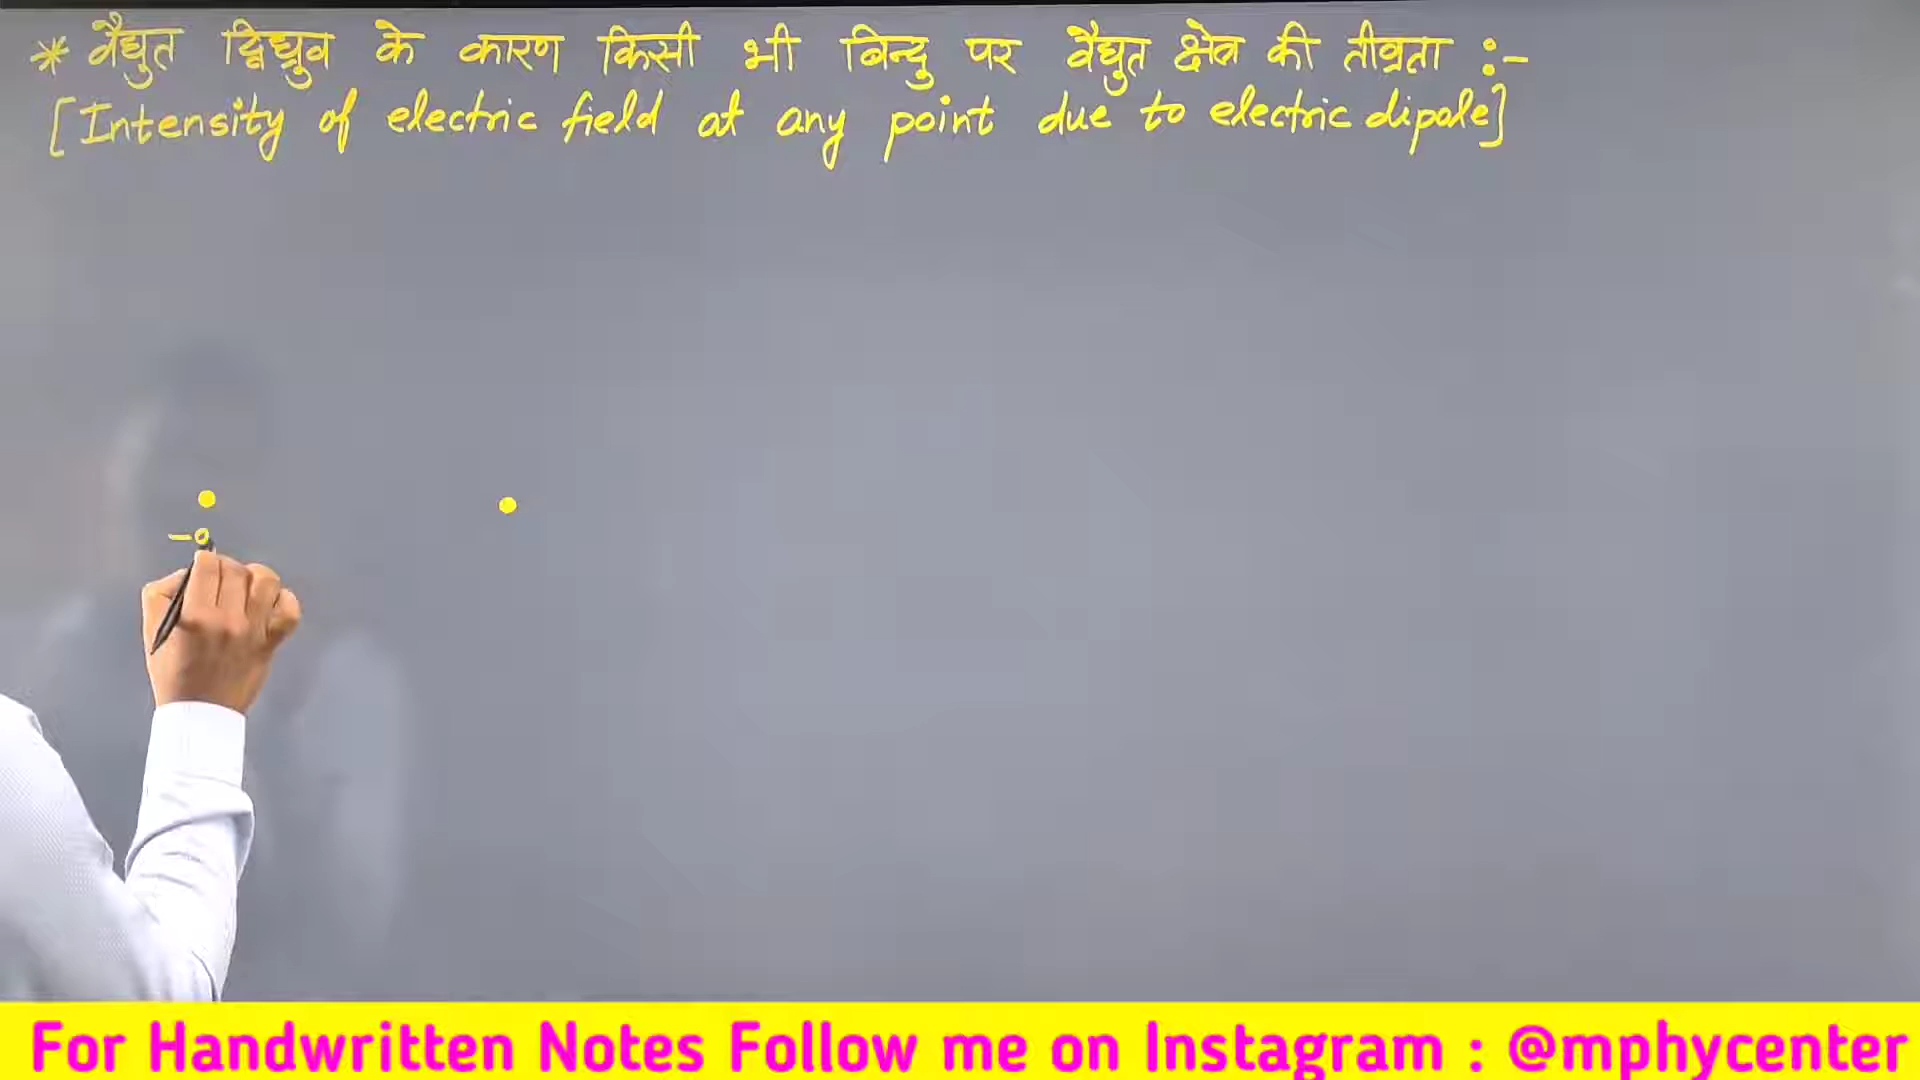 * वैद्युत द्विध्रुव के कारण किसी भी बिन्दु पर वैद्युत क्षेत्र की तीव्रता :-
[Intensity of electric field at any point due to electric dipole]
For Handwritten Notes Follow me on Instagram : @mphycenter